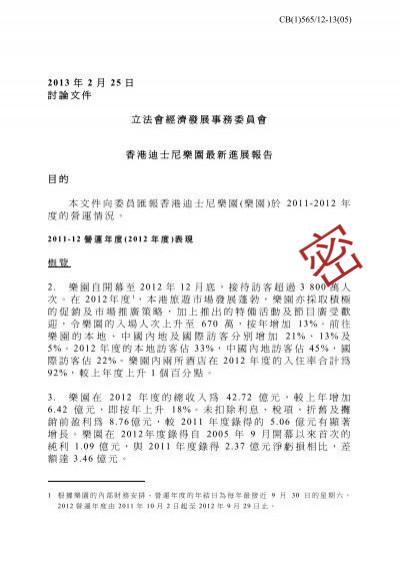 CB(1)565/12-13(05)
2013 年 2 月 25 日
討論文件
立法會經濟發展事務委員會
香港迪士尼樂園最新進展報告
目的
本文件向委員匯報香港迪士尼樂園(樂園)於 2011-2012 年
度的營運情況。
2011-12 營運年度(2012 年度)表現
概覽
密
2. 樂園自開幕至 2012 年 12 月底，接待訪客超過 3 800 萬人
次。在 2012年度1，本港旅遊市場發展蓬勃，樂園亦採取積極
的促銷及市場推廣策略，加上推出的特備活動及節目廣受歡
迎，令樂園的入場人次上升至 670 萬，按年增加 13%。前往
樂園的本地、中國內地及國際訪客分別增加 21%、13%及
5%。2012 年度的本地訪客佔 33%，中國內地訪客佔 45%，國
際訪客佔 22%。樂園內兩所酒店在 2012 年度的入住率合計為
92%，較上年度上升 1 個百分點。
3. 樂園在 2012 年度的總收入為 42.72 億元，較上年增加
6.42 億元，即按年上升 18%。未扣除利息、稅項、折舊及攤
銷前盈利爲 8.76億元，較 2011 年度錄得的 5.06 億元有顯著
增長。樂園在 2012年度錄得自 2005 年 9 月開幕以來首次的
純利 1.09 億元，與 2011 年度錄得 2.37 億元淨虧損相比，差
額達 3.46 億元。
1 根據樂園的內部財務安排，營運年度的年結日為每年最接近 9 月 30 日的星期六。
2012 營運年度由 2011 年 10 月 2 日起至 2012 年 9 月 29 日止。